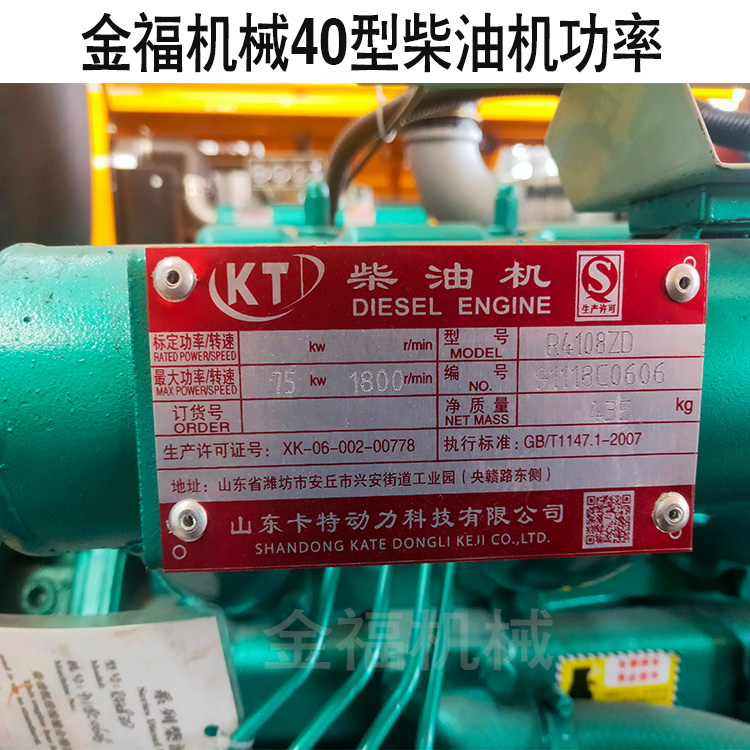 金福机械40型柴油机功率
KT 柴油机
DIESEL ENGINE
S
生产许可
标定功率/转速 kw r/min 型号 R4108ZD
RATED POWER/SPEED MODEL
最大功率/转速 75 kw 1800 r/min 编号 91118C0606
MAX POWER/SPEED NO.
订货号 净质量 435 kg
ORDER NET MASS
生产许可证号: XK-06-002-00778 执行标准: GB/T1147.1-2007
地址: 山东省潍坊市安丘市兴安街道工业园(央赣路东侧)
山东卡特动力科技有限公司
SHANDONG KATE DONGLI KEJI CO.,LTD.
金福机械